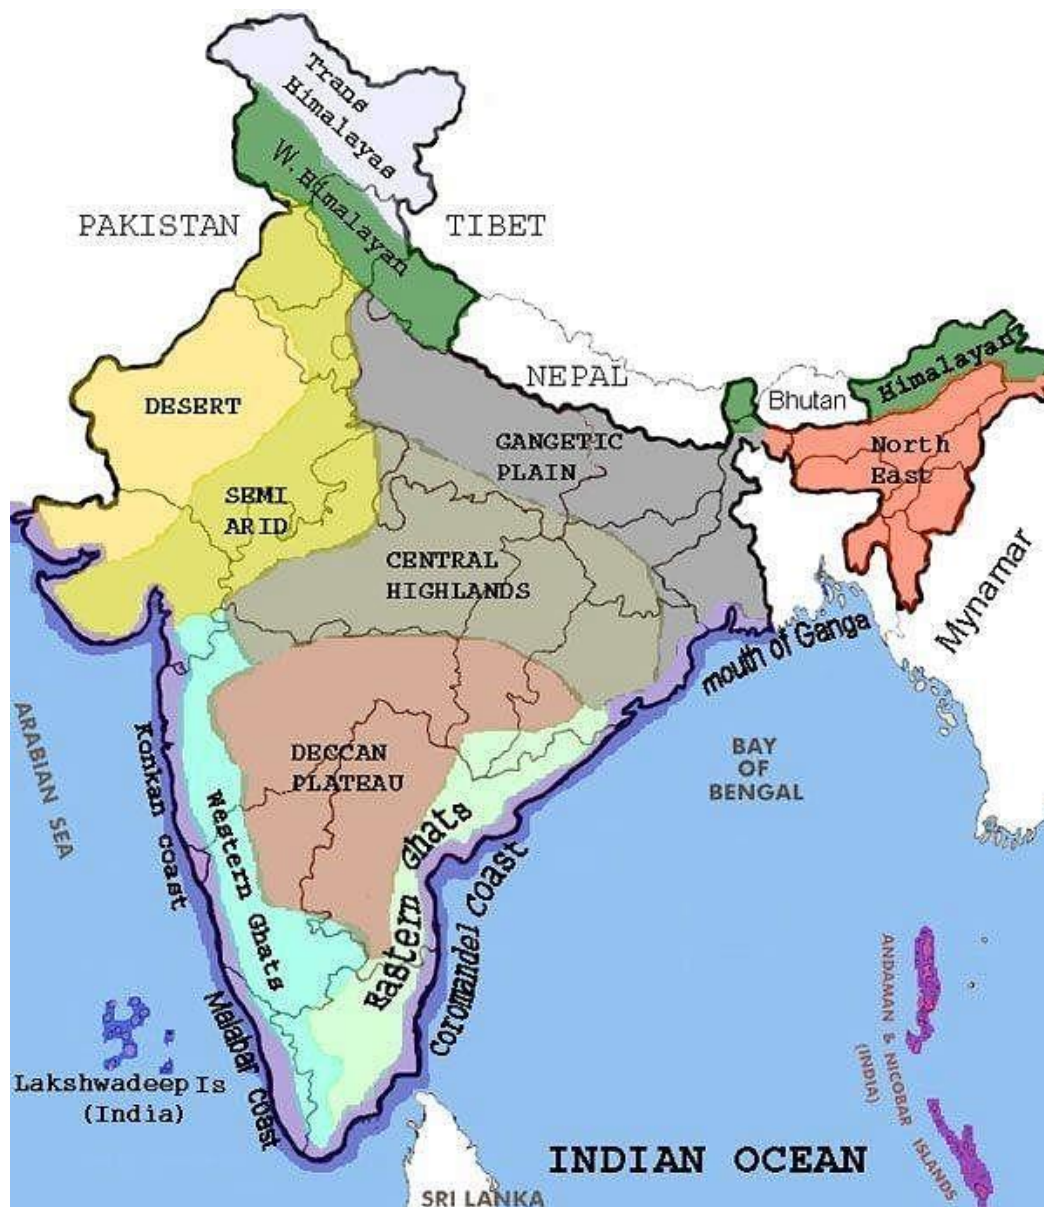 Trans
Himalayas
W. Himalayan
PAKISTAN
TIBET
NEPAL
Bhutan
Himalayan
DESERT
GANGETIC
PLAIN
North
East
SEMI
ARID
CENTRAL
HIGHLANDS
Mynamar
mouth of Ganga
ARABIAN SEA
Konkan coast
DECCAN
PLATEAU
BAY
OF
BENGAL
Western Ghats
Eastern Ghats
Coromandel Coast
Malabar coast
ANDAMAN & NICOBAR ISLANDS
(INDIA)
Lakshwadeep Is
(India)
INDIAN OCEAN
SRI LANKA